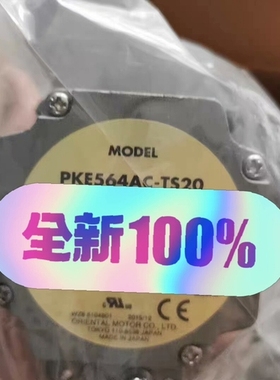 MODEL
PKE564AC-TS20
全新100%
ORIENTAL MOTOR CO., LTD.
MADE IN JAPAN